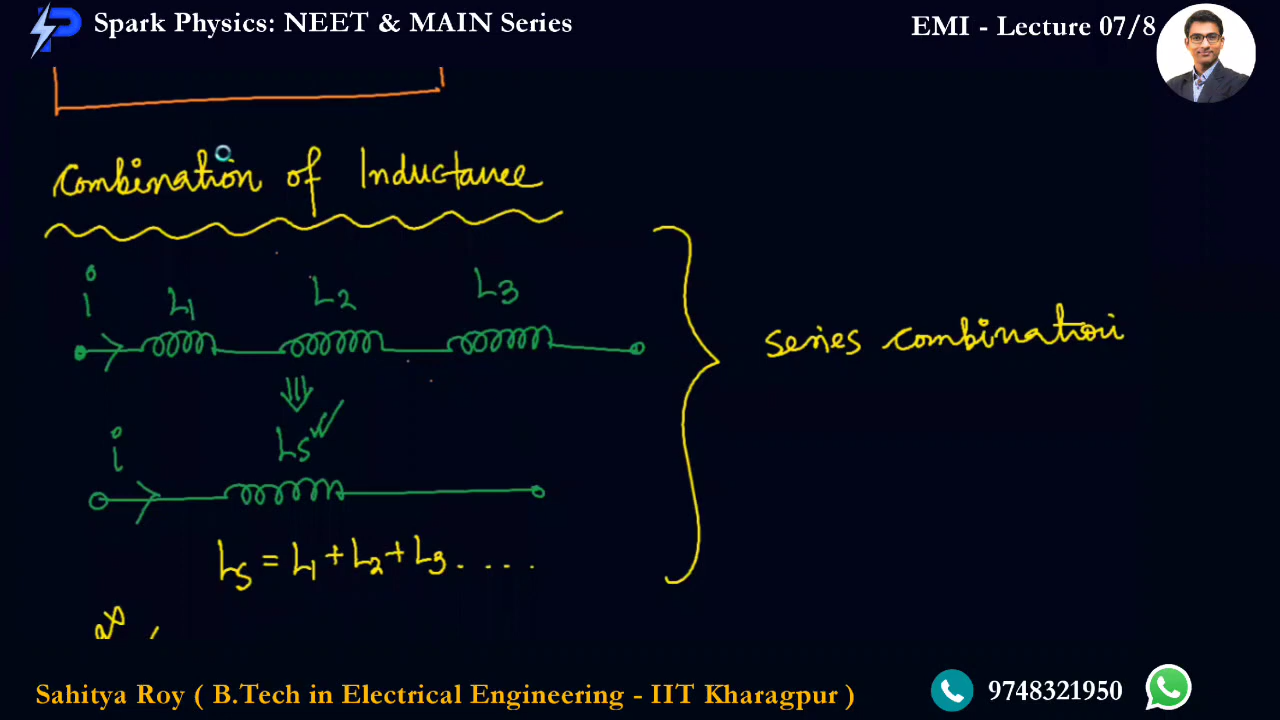 Spark Physics: NEET & MAIN Series
EMI - Lecture 07/8
Combination of Inductance
i L1 L2 L3
series combination
i Ls
Ls = L1 + L2 + L3 . . . .
Sahitya Roy ( B.Tech in Electrical Engineering - IIT Kharagpur )
9748321950